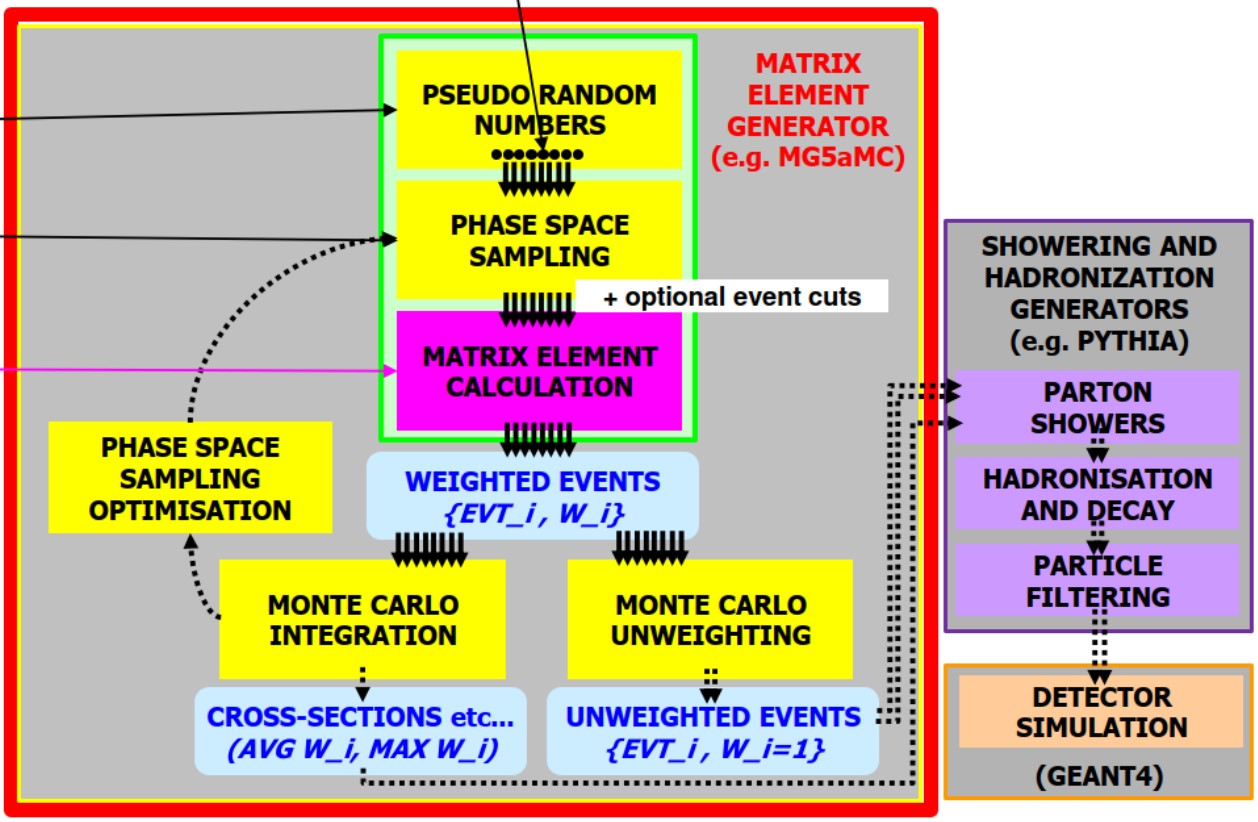 PSEUDO RANDOM
NUMBERS
MATRIX
ELEMENT
GENERATOR
(e.g. MG5aMC)
PHASE SPACE
SAMPLING
+ optional event cuts
MATRIX ELEMENT
CALCULATION
PHASE SPACE
SAMPLING
OPTIMISATION
WEIGHTED EVENTS
{EVT_i , W_i}
MONTE CARLO
INTEGRATION
MONTE CARLO
UNWEIGHTING
CROSS-SECTIONS etc...
(AVG W_i, MAX W_i)
UNWEIGHTED EVENTS
{EVT_i , W_i=1}
SHOWERING AND
HADRONIZATION
GENERATORS
(e.g. PYTHIA)
PARTON
SHOWERS
HADRONISATION
AND DECAY
PARTICLE
FILTERING
DETECTOR
SIMULATION
(GEANT4)